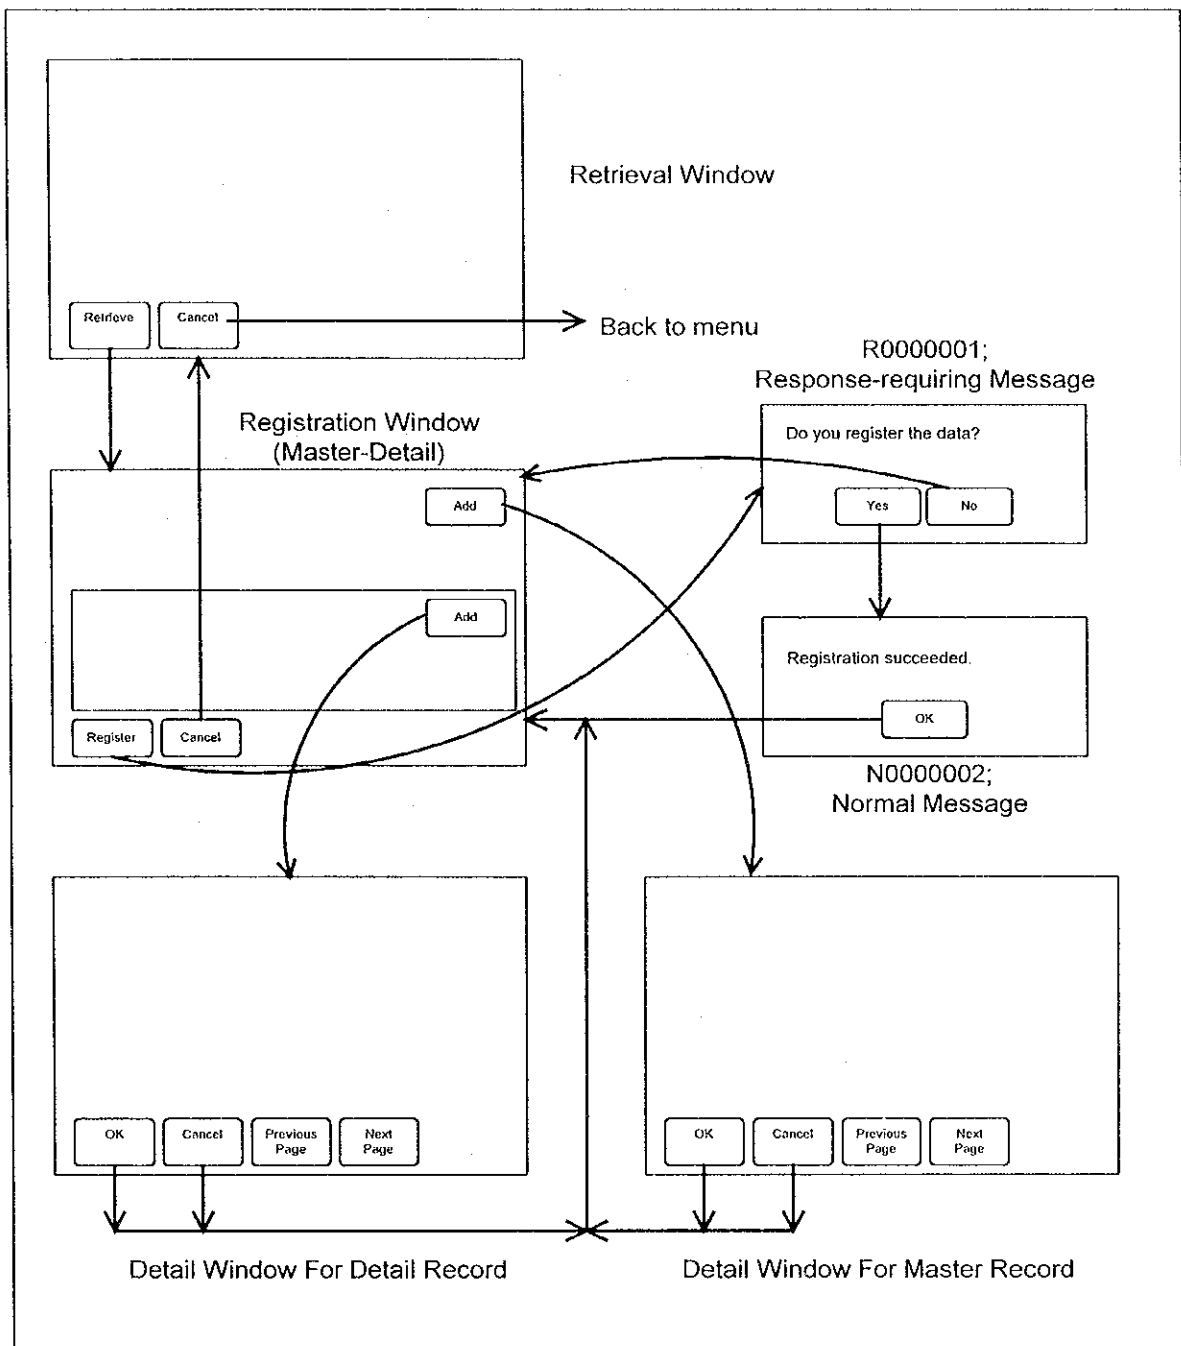 Retrieval Window
Retrieve
Cancel
Back to menu
R0000001;
Response-requiring Message
Registration Window
(Master-Detail)
Do you register the data?
Add
Yes
No
Add
Registration succeeded.
OK
Register
Cancel
N0000002;
Normal Message
OK
Cancel
Previous
Page
Next
Page
OK
Cancel
Previous
Page
Next
Page
Detail Window For Detail Record
Detail Window For Master Record